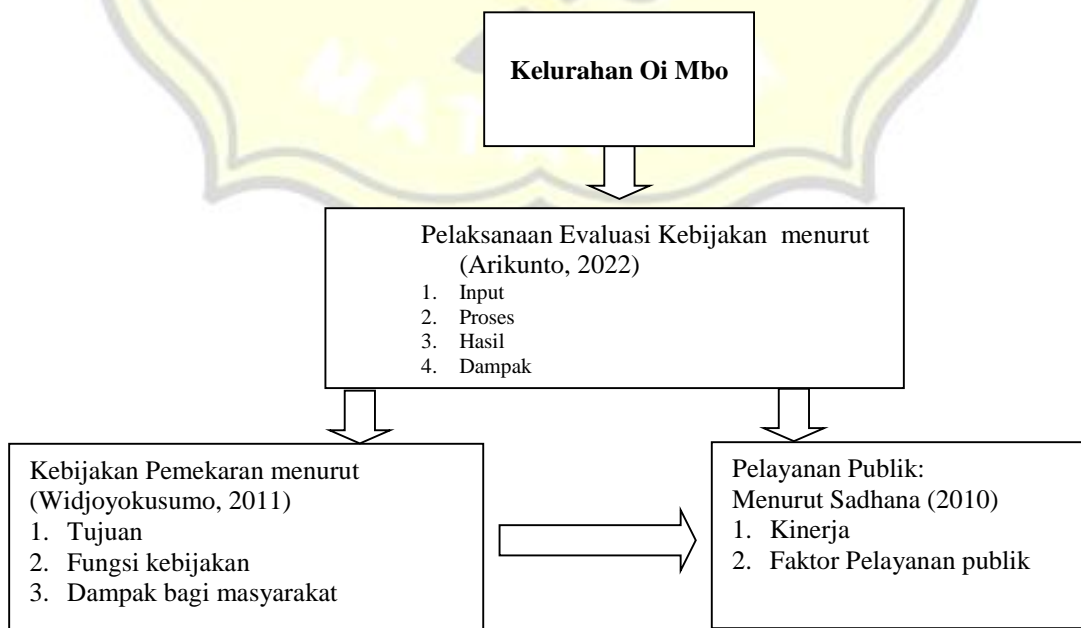 Kelurahan Oi Mbo
Pelaksanaan Evaluasi Kebijakan menurut
(Arikunto, 2022)
1. Input
2. Proses
3. Hasil
4. Dampak
Kebijakan Pemekaran menurut
(Widjoyokusumo, 2011)
1. Tujuan
2. Fungsi kebijakan
3. Dampak bagi masyarakat
Pelayanan Publik:
Menurut Sadhana (2010)
1. Kinerja
2. Faktor Pelayanan publik